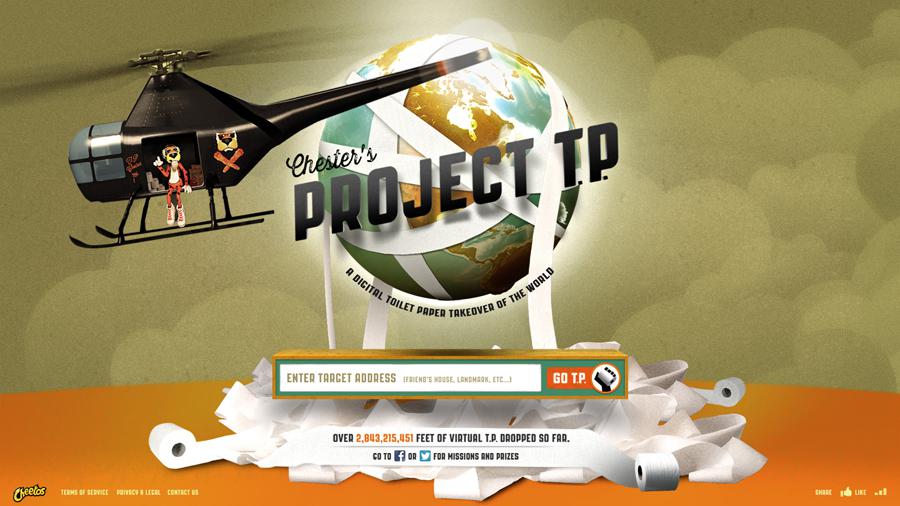 Chester's
PROJECT T.P.
A DIGITAL TOILET PAPER TAKEOVER OF THE WORLD
ENTER TARGET ADDRESS (FRIEND'S HOUSE, LANDMARK, ETC...)
GO T.P.
OVER 2,843,215,451 FEET OF VIRTUAL T.P. DROPPED SO FAR.
GO TO f OR FOR MISSIONS AND PRIZES
Cheetos
TERMS OF SERVICE PRIVACY & LEGAL CONTACT US
SHARE LIKE